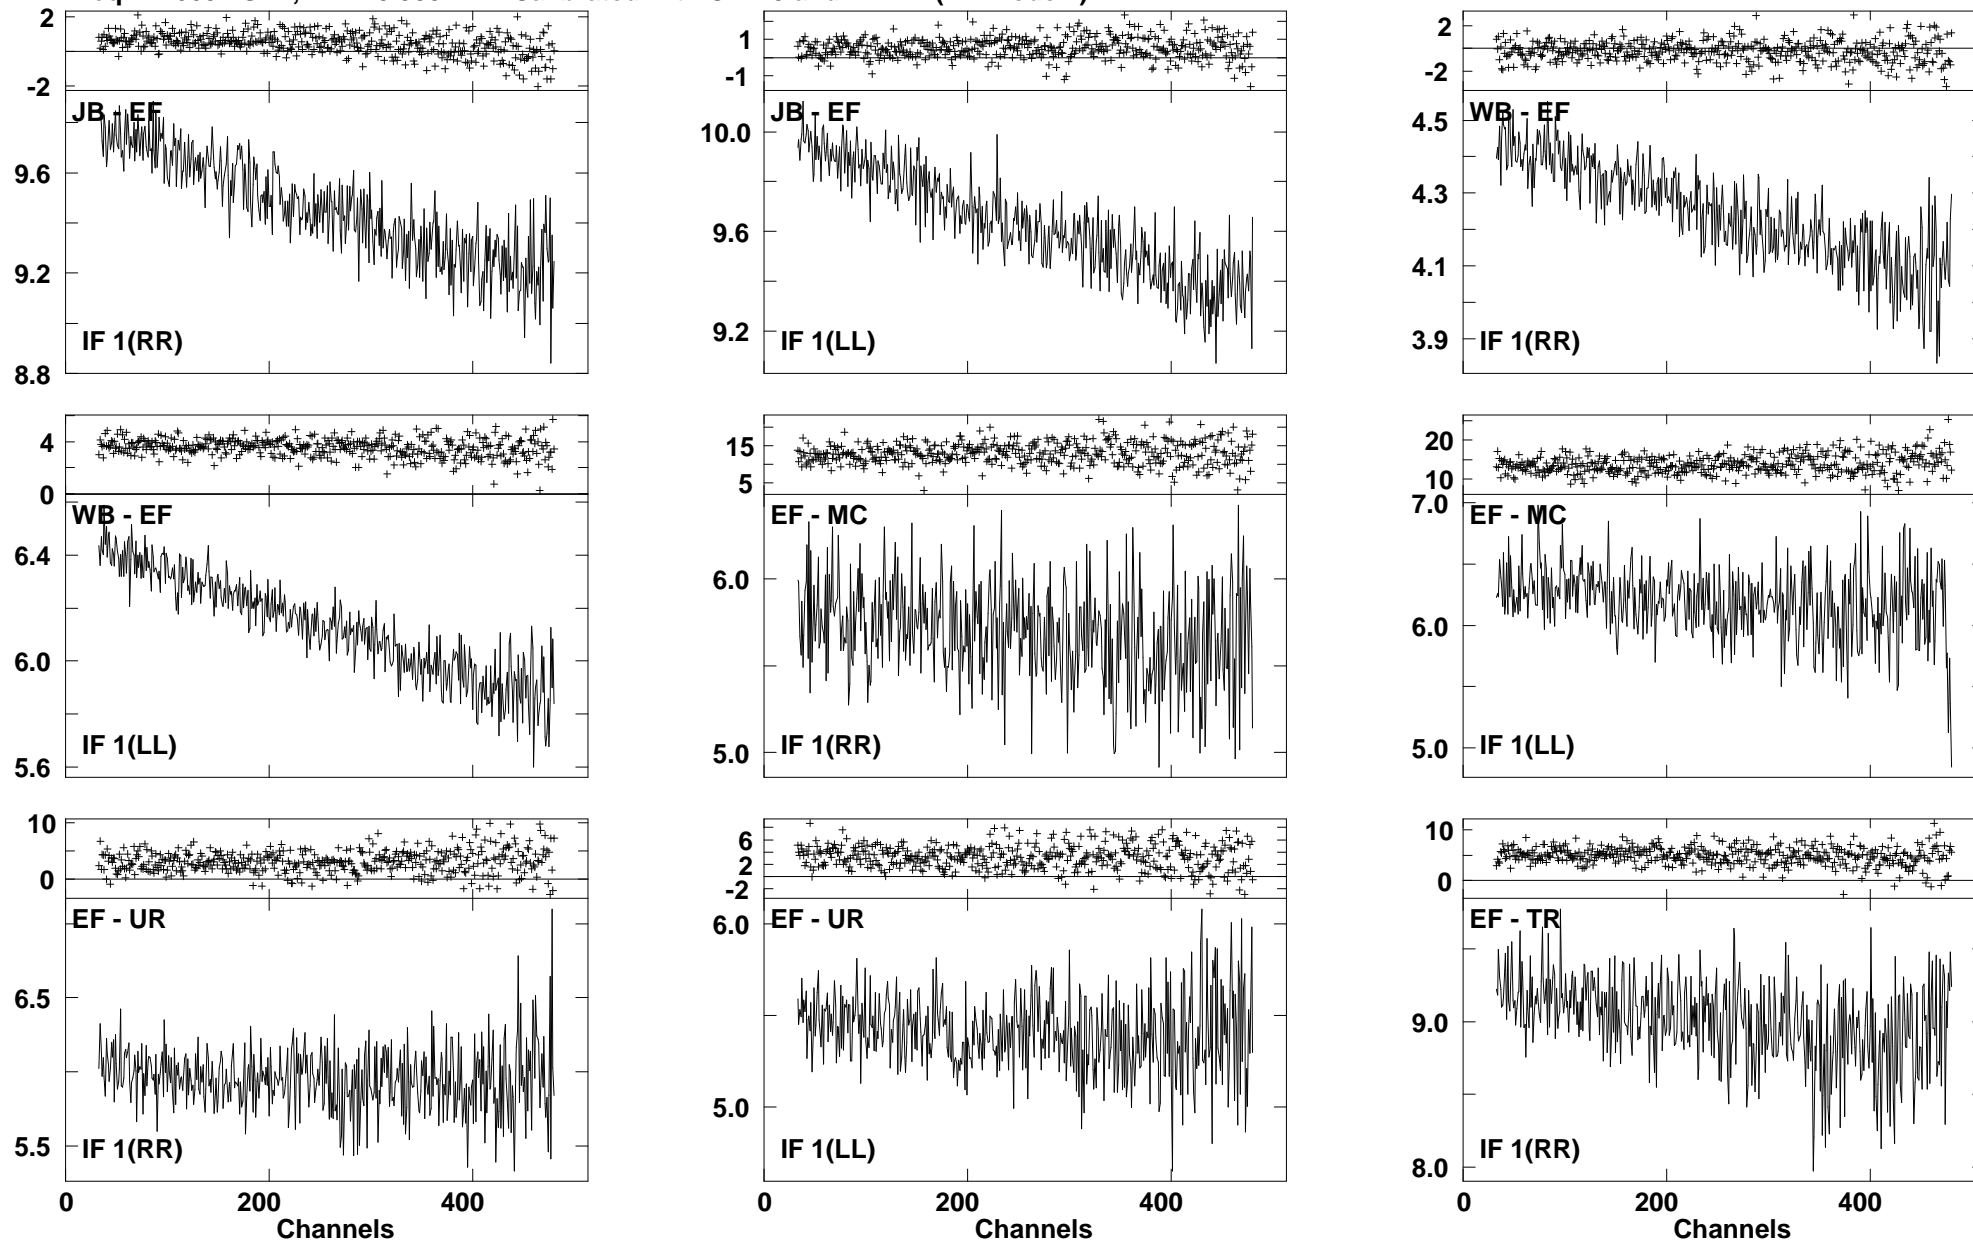 2
-2
JB - EF
9.6
9.2
8.8
IF 1(RR)
1
-1
JB - EF
10.0
9.6
9.2
IF 1(LL)
2
-2
WB - EF
4.5
4.3
4.1
3.9
IF 1(RR)
4
0
WB - EF
6.4
6.0
5.6
IF 1(LL)
15
5
EF - MC
6.0
5.0
IF 1(RR)
20
10
7.0
EF - MC
6.0
5.0
IF 1(LL)
10
0
EF - UR
6.5
5.5
IF 1(RR)
0 200 400
Channels
6
2
-2
EF - UR
6.0
5.0
IF 1(LL)
0 200 400
Channels
10
0
EF - TR
9.0
8.0
IF 1(RR)
0 200 400
Channels